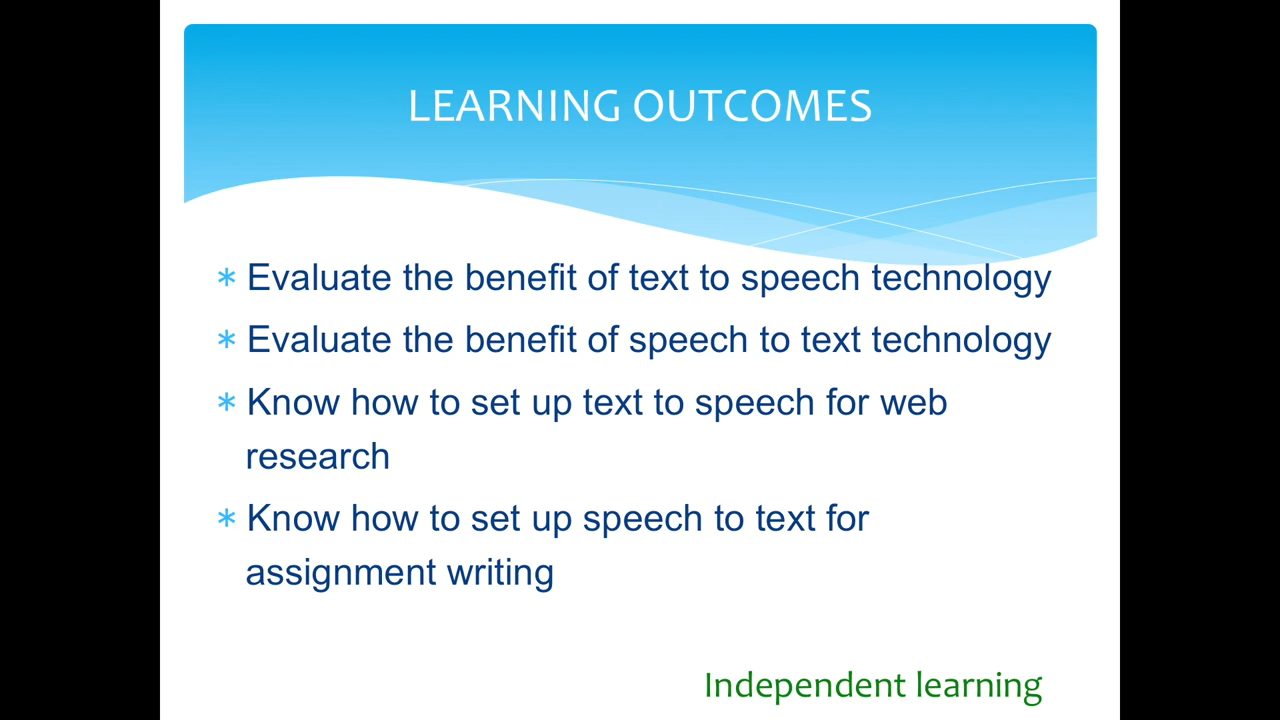 LEARNING OUTCOMES
* Evaluate the benefit of text to speech technology
* Evaluate the benefit of speech to text technology
* Know how to set up text to speech for web
research
* Know how to set up speech to text for
assignment writing
Independent learning